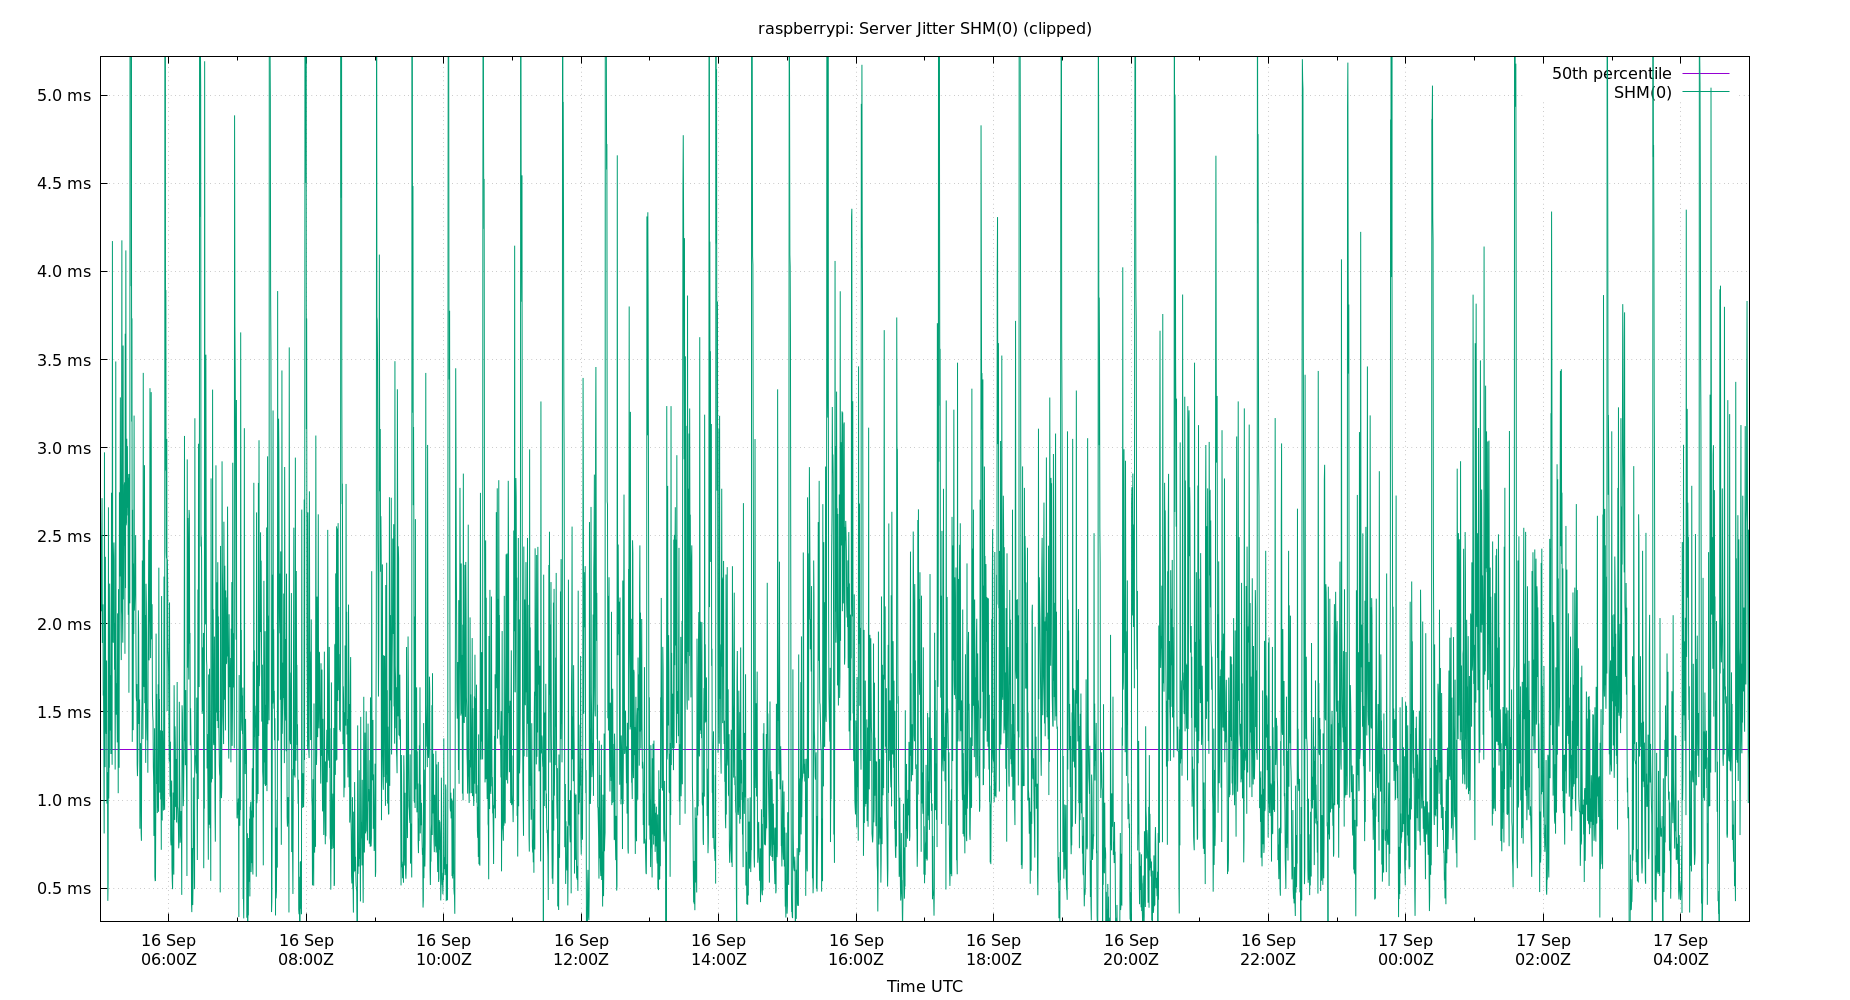 raspberrypi: Server Jitter SHM(0) (clipped)
50th percentile
SHM(0)
5.0 ms
4.5 ms
4.0 ms
3.5 ms
3.0 ms
2.5 ms
2.0 ms
1.5 ms
1.0 ms
0.5 ms
16 Sep 16 Sep 16 Sep 16 Sep 16 Sep 16 Sep 16 Sep 16 Sep 16 Sep 17 Sep 17 Sep 17 Sep
06:00Z 08:00Z 10:00Z 12:00Z 14:00Z 16:00Z 18:00Z 20:00Z 22:00Z 00:00Z 02:00Z 04:00Z
Time UTC